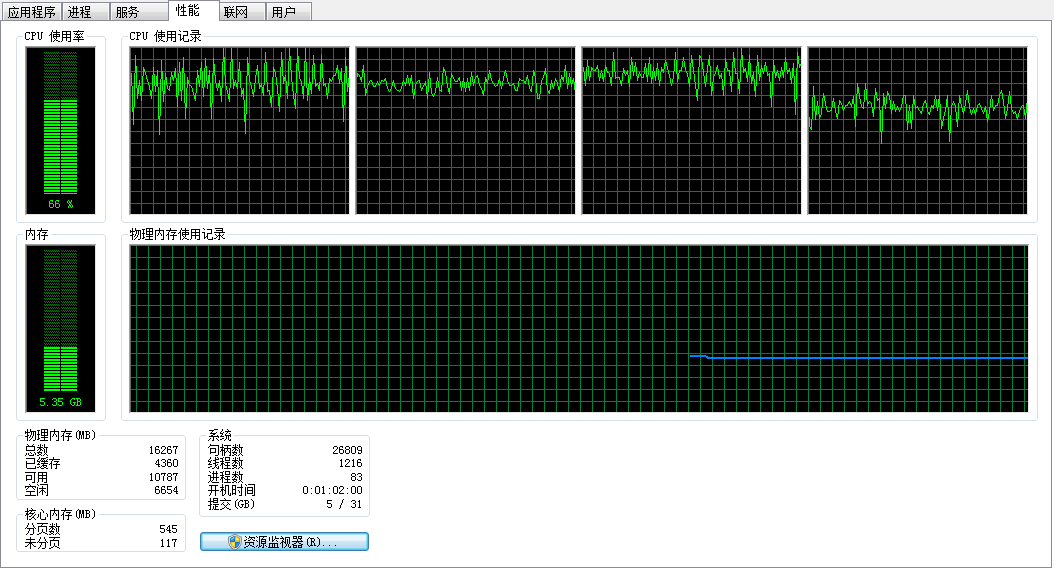 应用程序 进程 服务 性能 联网 用户
CPU 使用率 CPU 使用记录
66 %
内存 物理内存使用记录
5.35 GB
物理内存(MB)
总数 16267
已缓存 4360
可用 10787
空闲 6654
核心内存(MB)
分页数 545
未分页 117
系统
句柄数 26809
线程数 1216
进程数 83
开机时间 0:01:02:00
提交(GB) 5 / 31
资源监视器(R)...